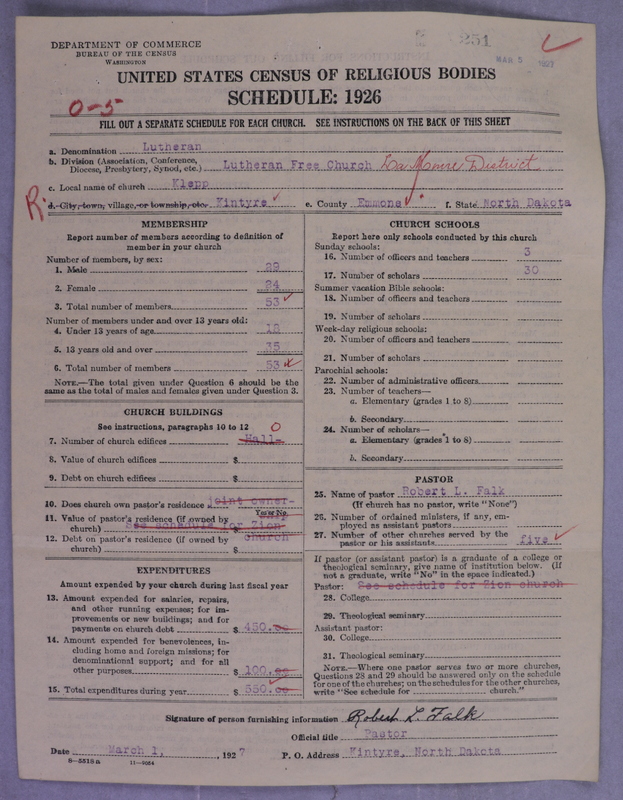 DEPARTMENT OF COMMERCE
BUREAU OF THE CENSUS
WASHINGTON
251
MAR 5 1927
UNITED STATES CENSUS OF RELIGIOUS BODIES
SCHEDULE: 1926
0-5
FILL OUT A SEPARATE SCHEDULE FOR EACH CHURCH. SEE INSTRUCTIONS ON THE BACK OF THIS SHEET
a. Denomination Lutheran
b. Division (Association, Conference, Diocese, Presbytery, Synod, etc.) Lutheran Free Church District
c. Local name of church Klepp
R. d. City, town, village, or township, etc. Kintyre e. County Emmons f. State North Dakota
MEMBERSHIP
Report number of members according to definition of
member in your church
Number of members, by sex:
1. Male 29
2. Female 24
3. Total number of members 53
Number of members under and over 13 years old:
4. Under 13 years of age 18
5. 13 years old and over 35
6. Total number of members 53
NOTE.—The total given under Question 6 should be the
same as the total of males and females given under Question 3.
CHURCH BUILDINGS
See instructions, paragraphs 10 to 12 0
7. Number of church edifices Hall-
8. Value of church edifices $
9. Debt on church edifices $
10. Does church own pastor's residence joint owner-
Yes or No.
11. Value of pastor's residence (if owned by
church) See schedule for Zion
12. Debt on pastor's residence (if owned by church
church) $
EXPENDITURES
Amount expended by your church during last fiscal year
13. Amount expended for salaries, repairs,
and other running expenses; for im-
provements or new buildings; and for
payments on church debt $ 450.00
14. Amount expended for benevolences, in-
cluding home and foreign missions; for
denominational support; and for all
other purposes $ 100.00
15. Total expenditures during year $ 550.00
CHURCH SCHOOLS
Report here only schools conducted by this church
Sunday schools:
16. Number of officers and teachers 3
17. Number of scholars 30
Summer vacation Bible schools:
18. Number of officers and teachers
19. Number of scholars
Week-day religious schools:
20. Number of officers and teachers
21. Number of scholars
Parochial schools:
22. Number of administrative officers
23. Number of teachers—
a. Elementary (grades 1 to 8)
b. Secondary
24. Number of scholars—
a. Elementary (grades 1 to 8)
b. Secondary
PASTOR
25. Name of pastor Robert L. Falk
(If church has no pastor, write "None")
26. Number of ordained ministers, if any, em-
ployed as assistant pastors
27. Number of other churches served by the
pastor or his assistants five
If pastor (or assistant pastor) is a graduate of a college or
theological seminary, give name of institution below. (If
not a graduate, write "No" in the space indicated.)
Pastor: See schedule for Zion church
28. College
29. Theological seminary
Assistant pastor:
30. College
31. Theological seminary
NOTE.—Where one pastor serves two or more churches,
Questions 28 and 29 should be answered only on the schedule
for one of the churches; on the schedules for the other churches,
write "See schedule for church."
Signature of person furnishing information Robert L. Falk
Official title Pastor
Date March 1, 1927 P. O. Address Kintyre, North Dakota
8—5518 a 11—9054